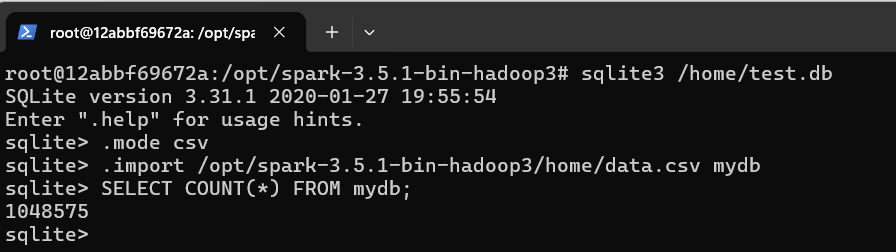 root@12abbf69672a: /opt/spa
root@12abbf69672a:/opt/spark-3.5.1-bin-hadoop3# sqlite3 /home/test.db
SQLite version 3.31.1 2020-01-27 19:55:54
Enter ".help" for usage hints.
sqlite> .mode csv
sqlite> .import /opt/spark-3.5.1-bin-hadoop3/home/data.csv mydb
sqlite> SELECT COUNT(*) FROM mydb;
1048575
sqlite>